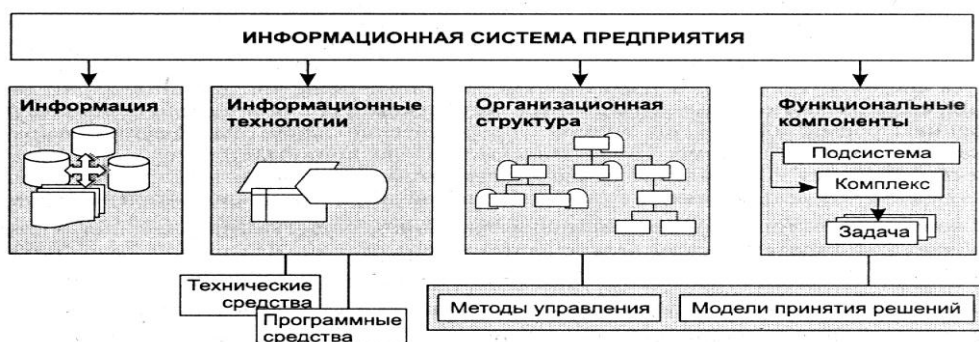 ИНФОРМАЦИОННАЯ СИСТЕМА ПРЕДПРИЯТИЯ
Информация
Информационные
технологии
Организационная
структура
Функциональные
компоненты
Подсистема
Комплекс
Задача
Технические
средства
Программные
средства
Методы управления
Модели принятия решений